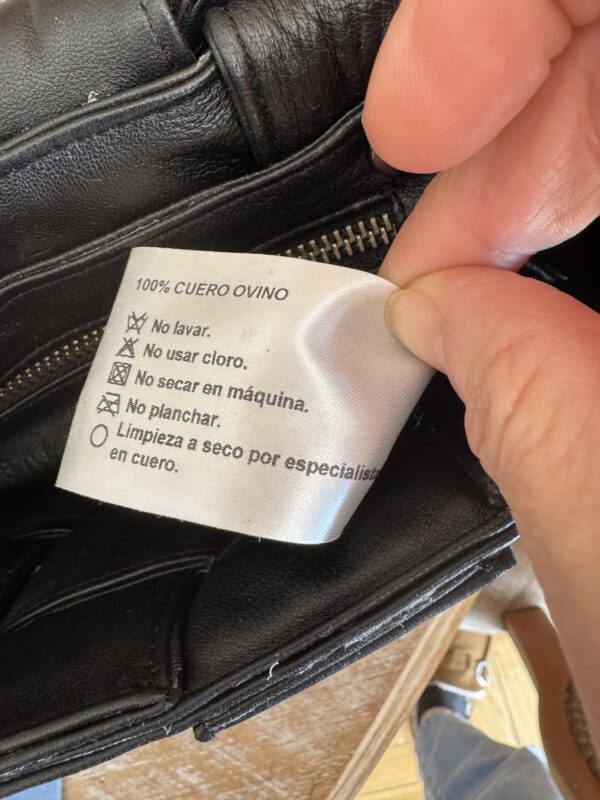 100% CUERO OVINO
No lavar.
No usar cloro.
No secar en máquina.
No planchar.
Limpieza a seco por especialista
en cuero.